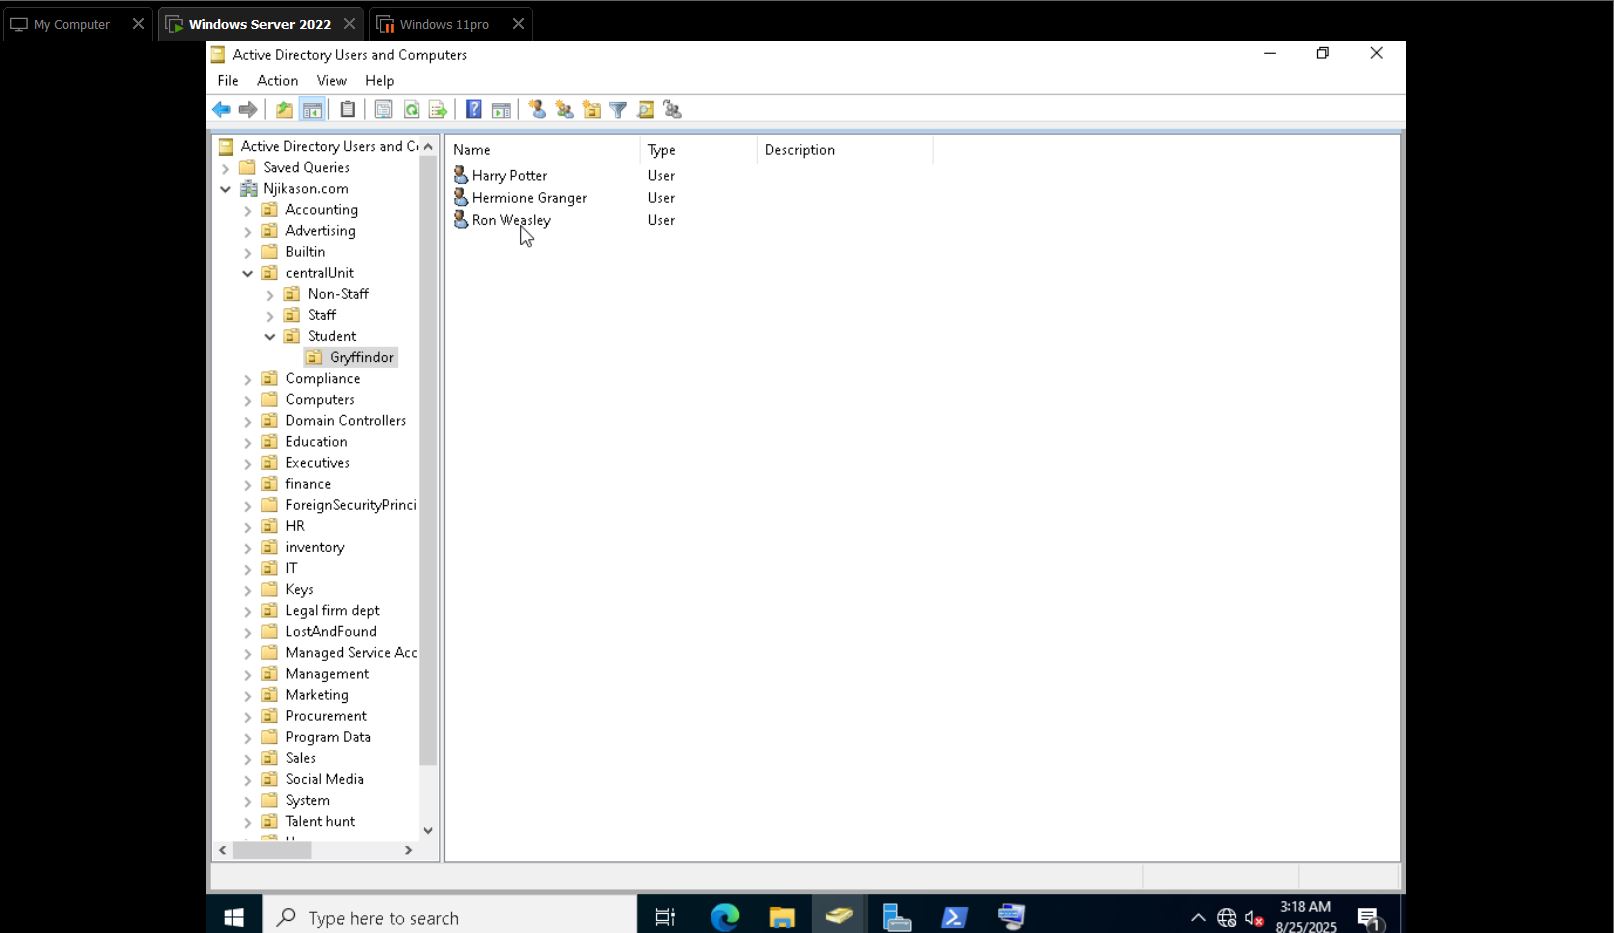 My Computer
Windows Server 2022
Windows 11pro
Active Directory Users and Computers
File Action View Help
Active Directory Users and C
Saved Queries
Njikason.com
Accounting
Advertising
Builtin
centralUnit
Non-Staff
Staff
Student
Gryffindor
Compliance
Computers
Domain Controllers
Education
Executives
finance
ForeignSecurityPrinci
HR
inventory
IT
Keys
Legal firm dept
LostAndFound
Managed Service Acc
Management
Marketing
Procurement
Program Data
Sales
Social Media
System
Talent hunt
Name Type Description
Harry Potter User
Hermione Granger User
Ron Weasley User
Type here to search
3:18 AM
8/25/2025
1